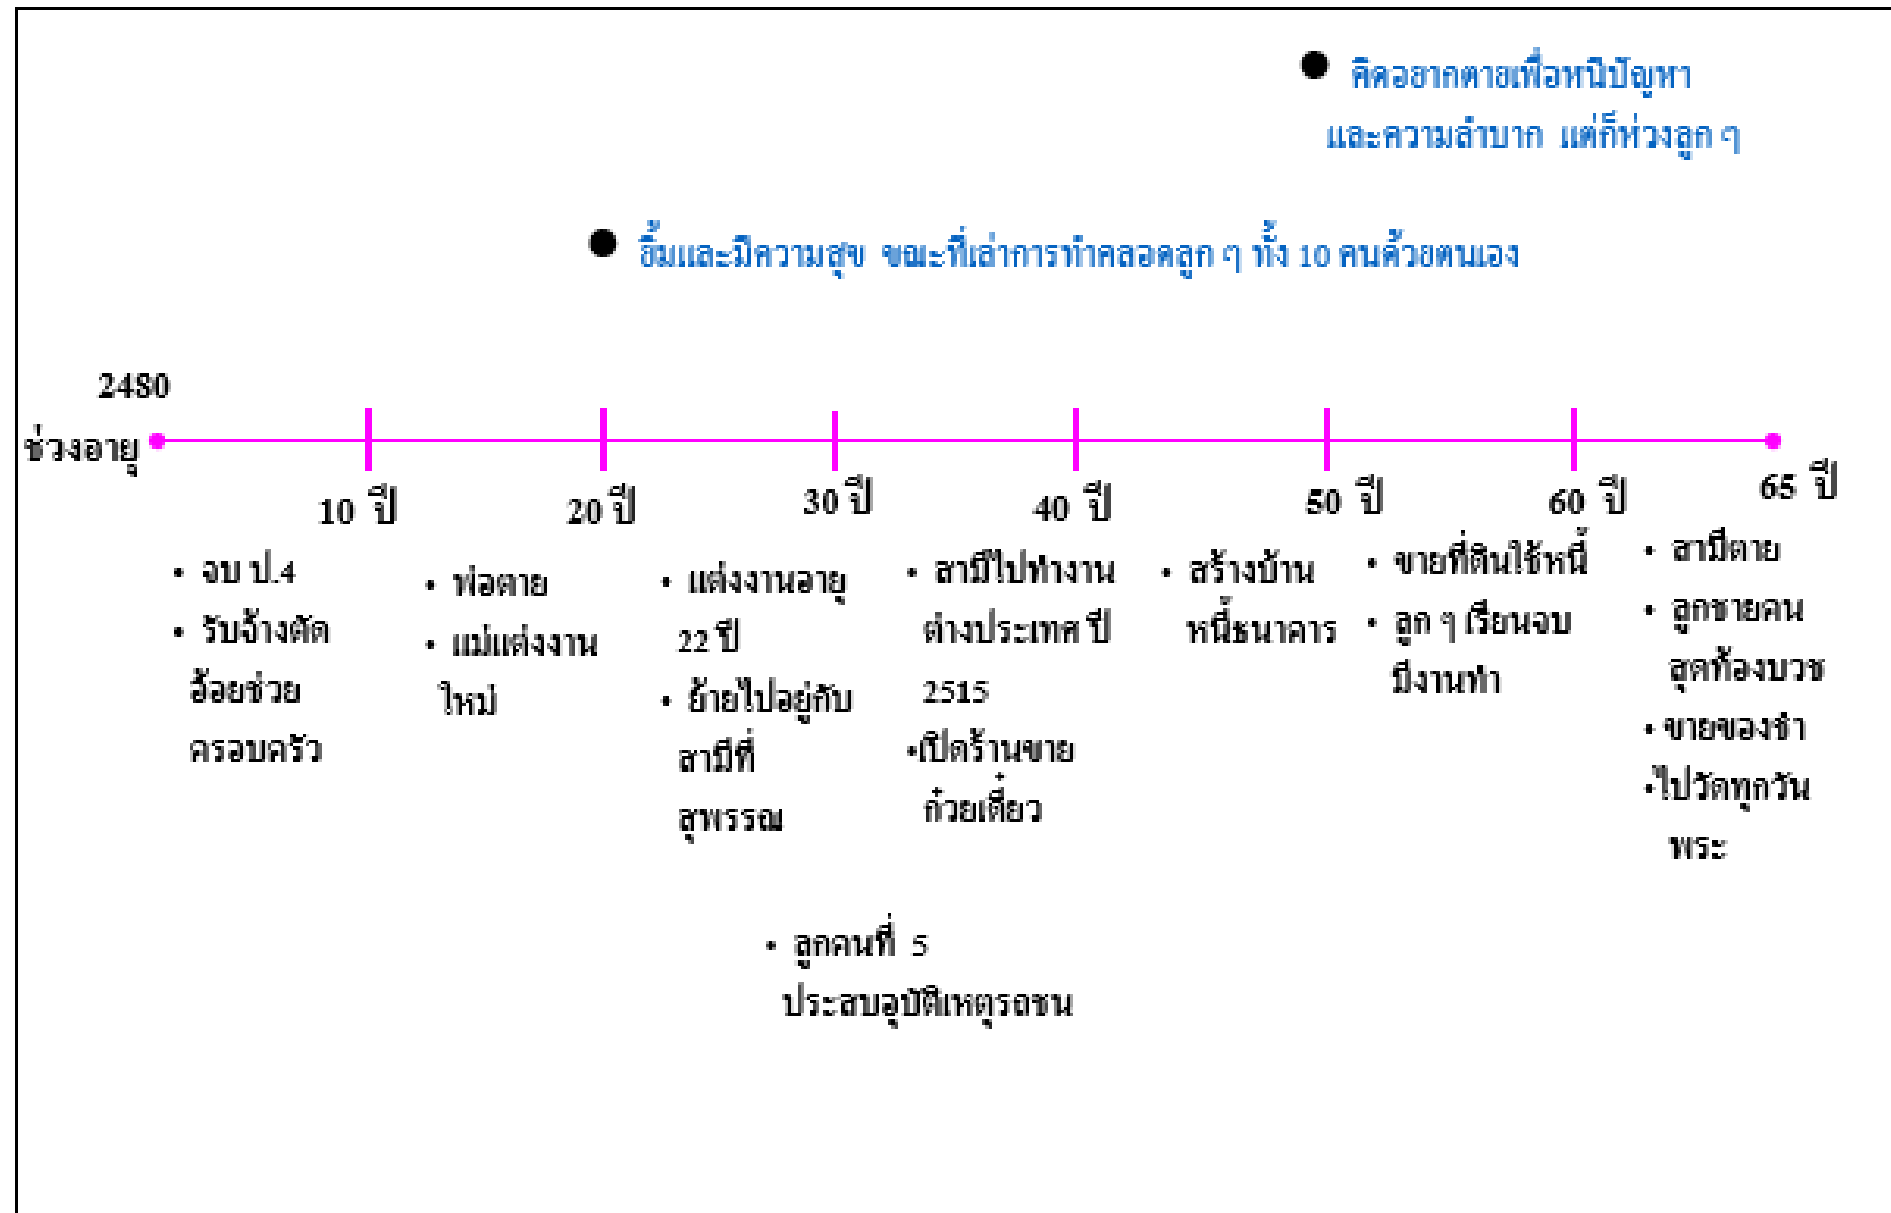 ● คิดอยากตายเพื่อหนีปัญหา
และความลำบาก แต่ก็ห่วงลูก ๆ
● ยิ้มและมีความสุข ขณะที่เล่าการทำคลอดลูก ๆ ทั้ง 10 คนด้วยตนเอง
2480
ช่วงอายุ
10 ปี
20 ปี
30 ปี
40 ปี
50 ปี
60 ปี
65 ปี
• จบ ป.4
• รับจ้างตัด
อ้อยช่วย
ครอบครัว
• พ่อตาย
• แม่แต่งงาน
ใหม่
• แต่งงานอายุ
22 ปี
• ย้ายไปอยู่กับ
สามีที่
สุพรรณ
• สามีไปทำงาน
ต่างประเทศ ปี
2515
•เปิดร้านขาย
ก๋วยเตี๋ยว
• สร้างบ้าน
หนี้ธนาคาร
• ขายที่ดินใช้หนี้
• ลูก ๆ เรียนจบ
มีงานทำ
• สามีตาย
• ลูกชายคน
สุดท้องบวช
• ขายของชำ
•ไปวัดทุกวัน
พระ
• ลูกคนที่ 5
ประสบอุบัติเหตุรถชน